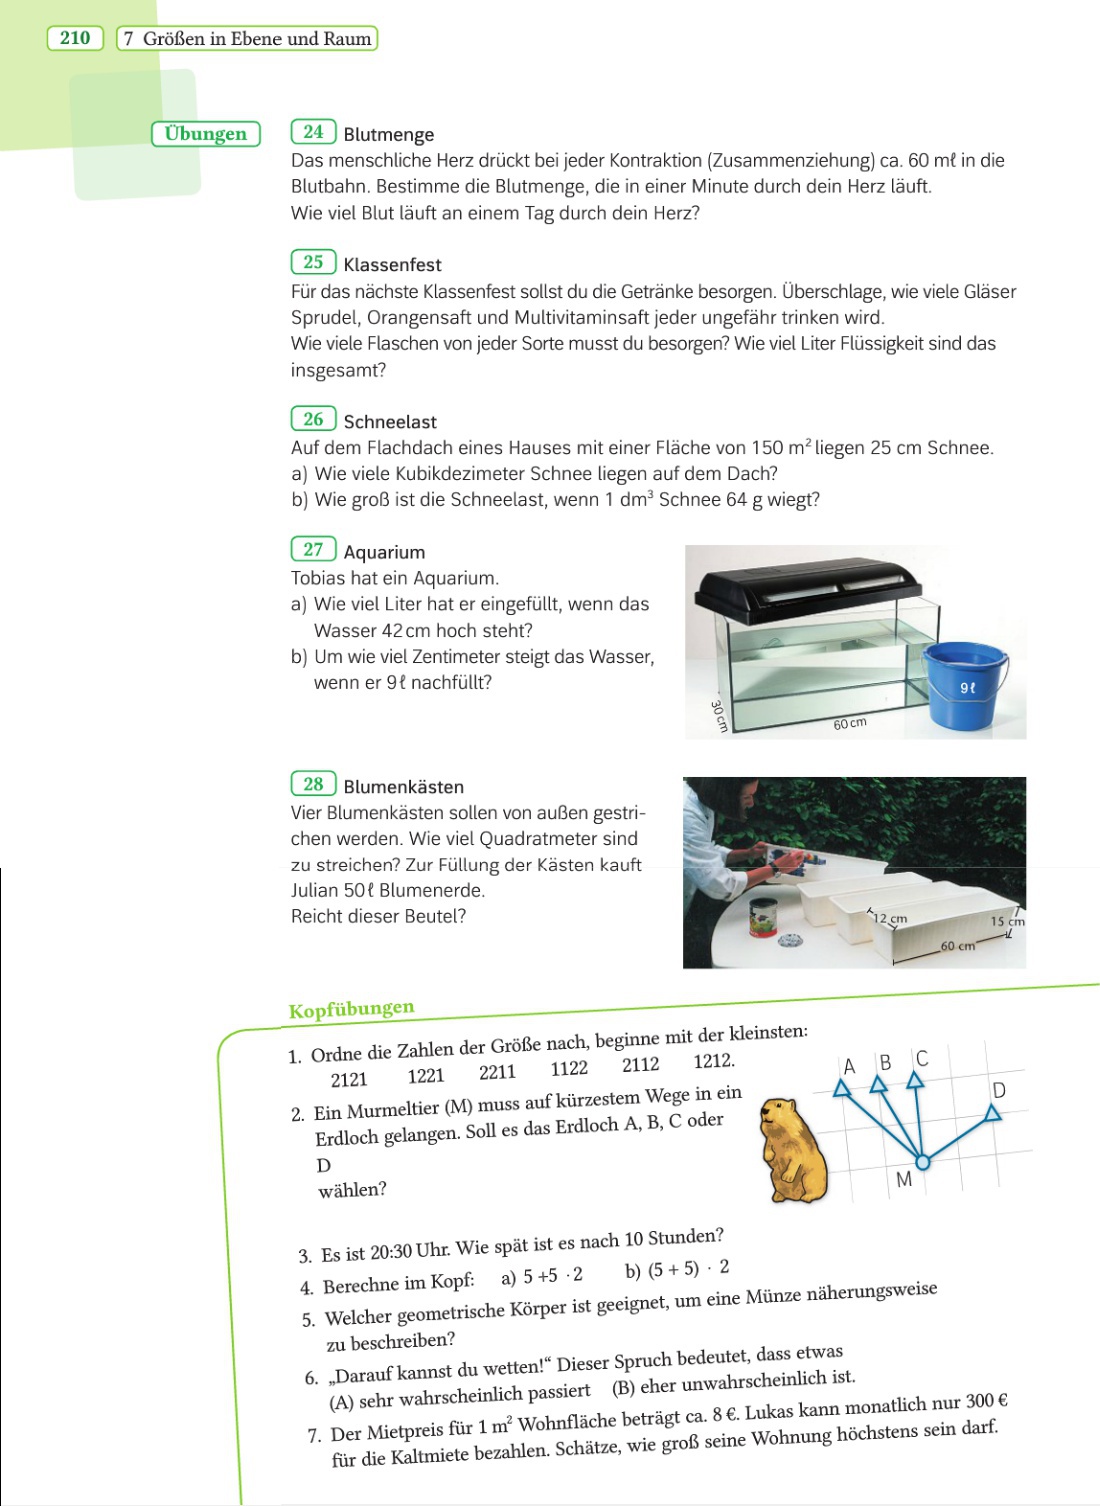 210 7 Größen in Ebene und Raum
Übungen
24 Blutmenge
Das menschliche Herz drückt bei jeder Kontraktion (Zusammenziehung) ca. 60 mℓ in die
Blutbahn. Bestimme die Blutmenge, die in einer Minute durch dein Herz läuft.
Wie viel Blut läuft an einem Tag durch dein Herz?
25 Klassenfest
Für das nächste Klassenfest sollst du die Getränke besorgen. Überschlage, wie viele Gläser
Sprudel, Orangensaft und Multivitaminsaft jeder ungefähr trinken wird.
Wie viele Flaschen von jeder Sorte musst du besorgen? Wie viel Liter Flüssigkeit sind das
insgesamt?
26 Schneelast
Auf dem Flachdach eines Hauses mit einer Fläche von 150 m² liegen 25 cm Schnee.
a) Wie viele Kubikdezimeter Schnee liegen auf dem Dach?
b) Wie groß ist die Schneelast, wenn 1 dm³ Schnee 64 g wiegt?
27 Aquarium
Tobias hat ein Aquarium.
a) Wie viel Liter hat er eingefüllt, wenn das
Wasser 42 cm hoch steht?
b) Um wie viel Zentimeter steigt das Wasser,
wenn er 9 ℓ nachfüllt?
9 ℓ
30 cm
60 cm
28 Blumenkästen
Vier Blumenkästen sollen von außen gestri-
chen werden. Wie viel Quadratmeter sind
zu streichen? Zur Füllung der Kästen kauft
Julian 50 ℓ Blumenerde.
Reicht dieser Beutel?
12 cm
15 cm
60 cm
Kopfübungen
1. Ordne die Zahlen der Größe nach, beginne mit der kleinsten:
2121 1221 2211 1122 2112 1212.
2. Ein Murmeltier (M) muss auf kürzestem Wege in ein
Erdloch gelangen. Soll es das Erdloch A, B, C oder
D
wählen?
A B C
D
M
3. Es ist 20:30 Uhr. Wie spät ist es nach 10 Stunden?
4. Berechne im Kopf: a) 5 +5 · 2 b) (5 + 5) · 2
5. Welcher geometrische Körper ist geeignet, um eine Münze näherungsweise
zu beschreiben?
6. „Darauf kannst du wetten!“ Dieser Spruch bedeutet, dass etwas
(A) sehr wahrscheinlich passiert (B) eher unwahrscheinlich ist.
7. Der Mietpreis für 1 m² Wohnfläche beträgt ca. 8 €. Lukas kann monatlich nur 300 €
für die Kaltmiete bezahlen. Schätze, wie groß seine Wohnung höchstens sein darf.